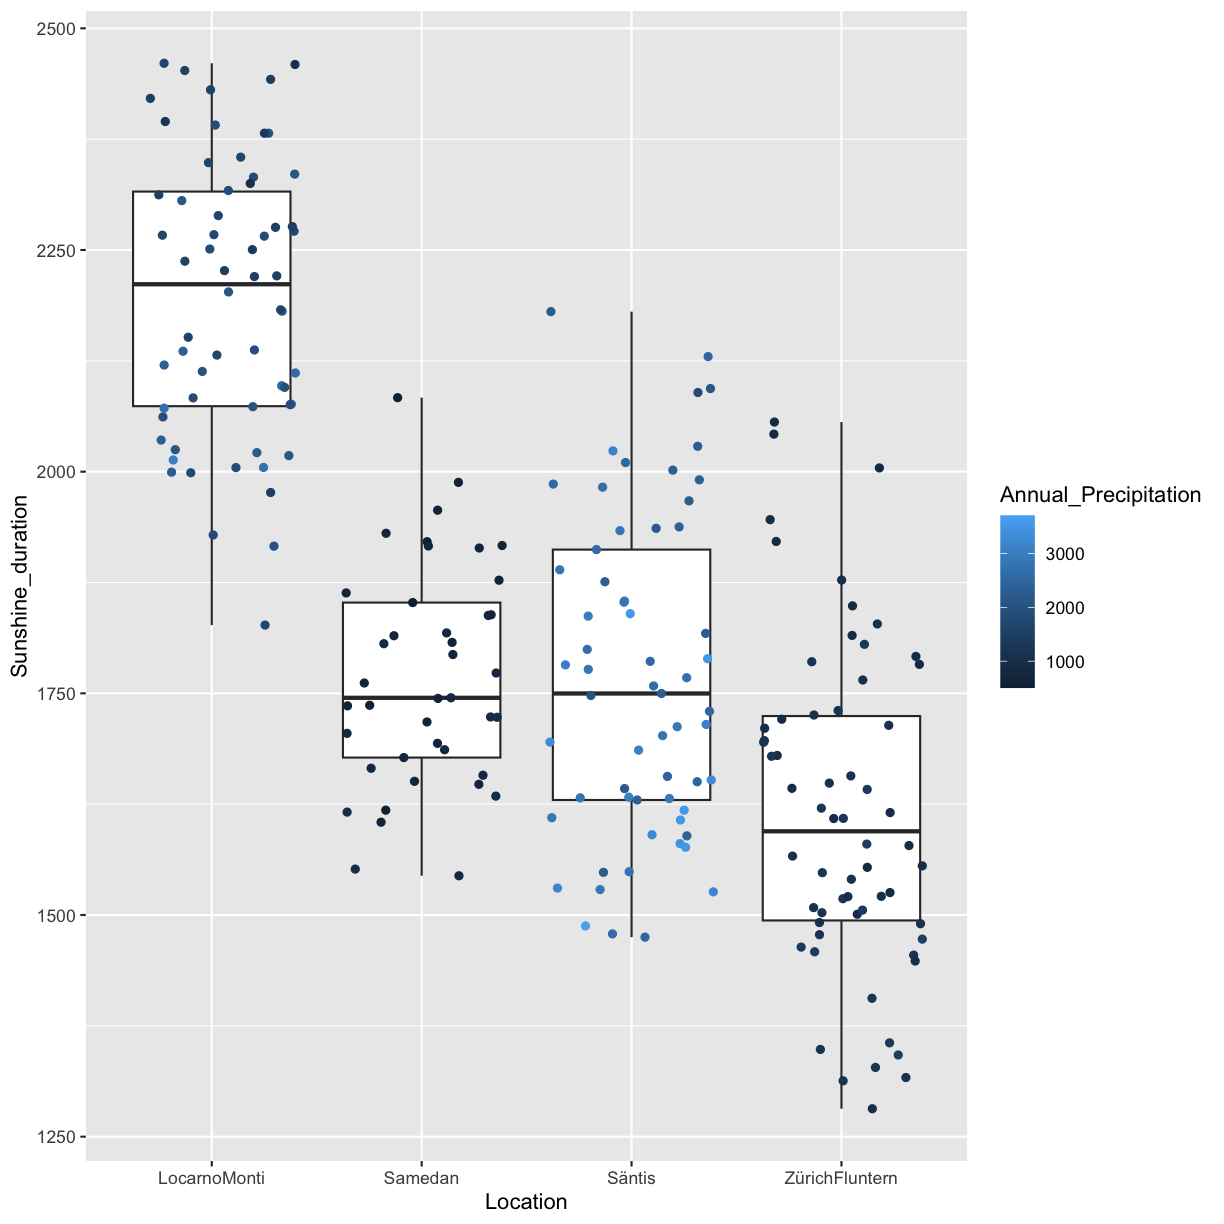 2500
2250
2000
1750
1500
1250
Sunshine_duration
LocarnoMonti
Samedan
Säntis
ZürichFluntern
Location
Annual_Precipitation
3000
2000
1000